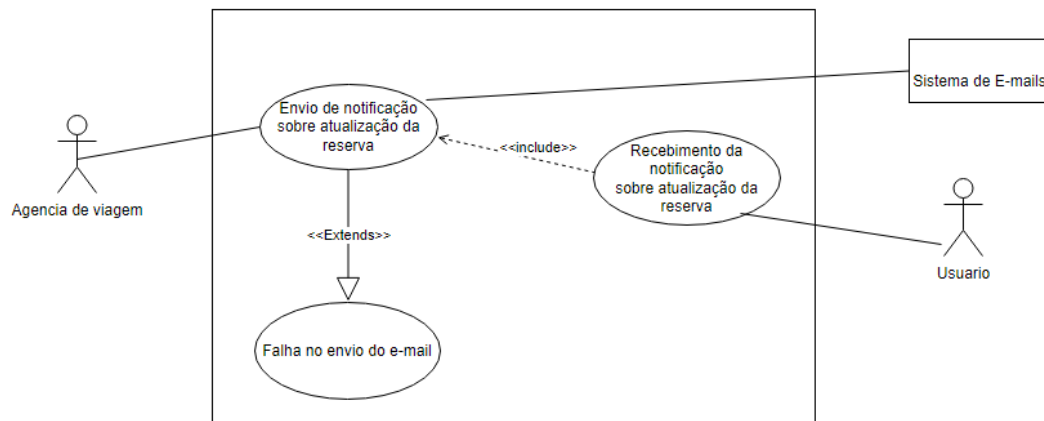 Envio de notificação
sobre atualização da
reserva
Sistema de E-mails
<<include>>
Recebimento da
notificação
sobre atualização da
reserva
Agencia de viagem
<<Extends>>
Usuario
Falha no envio do e-mail